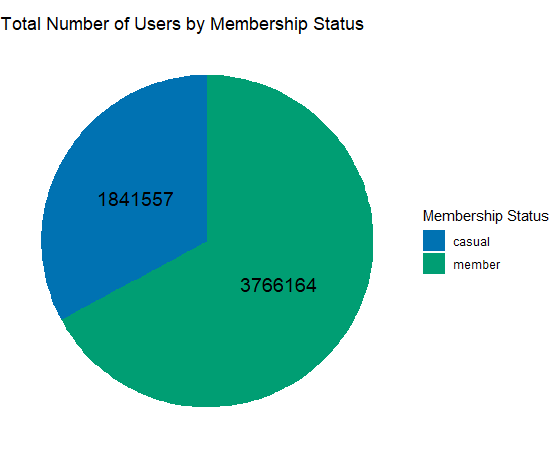 Total Number of Users by Membership Status
1841557
3766164
Membership Status
casual
member